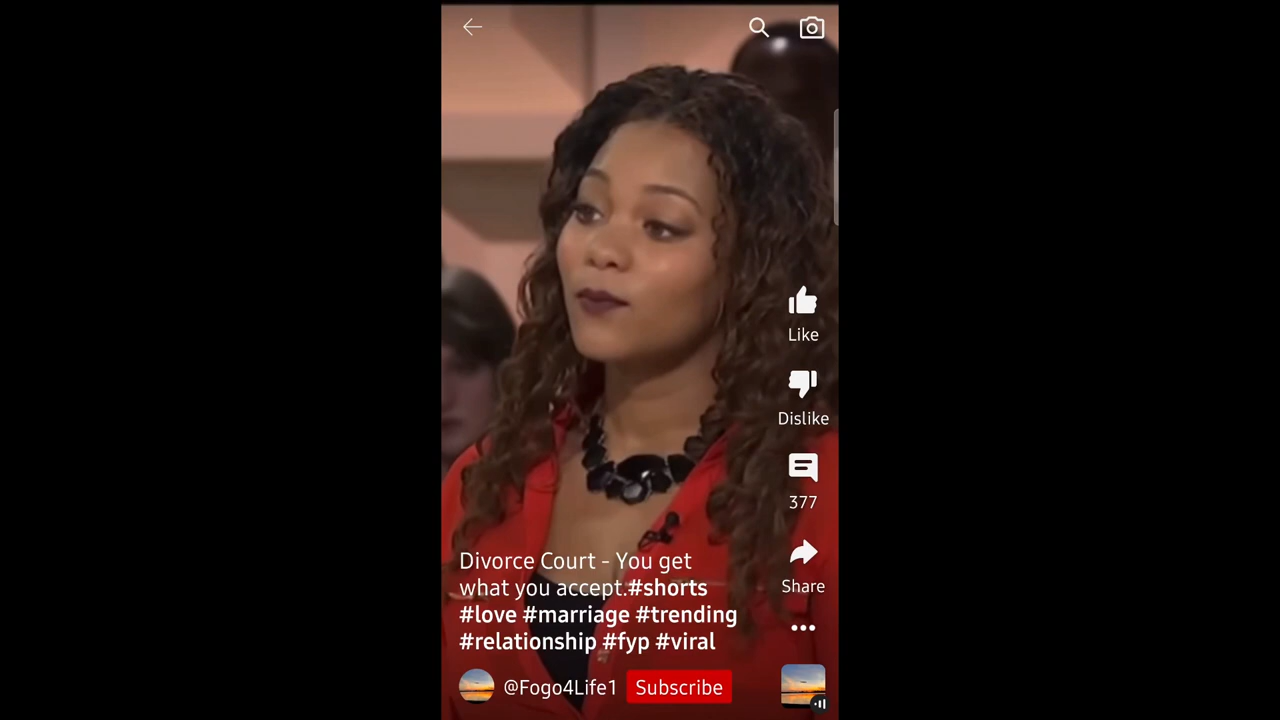 Like
Dislike
377
Divorce Court - You get
what you accept.#shorts
#love #marriage #trending
#relationship #fyp #viral
Share
@Fogo4Life1 Subscribe